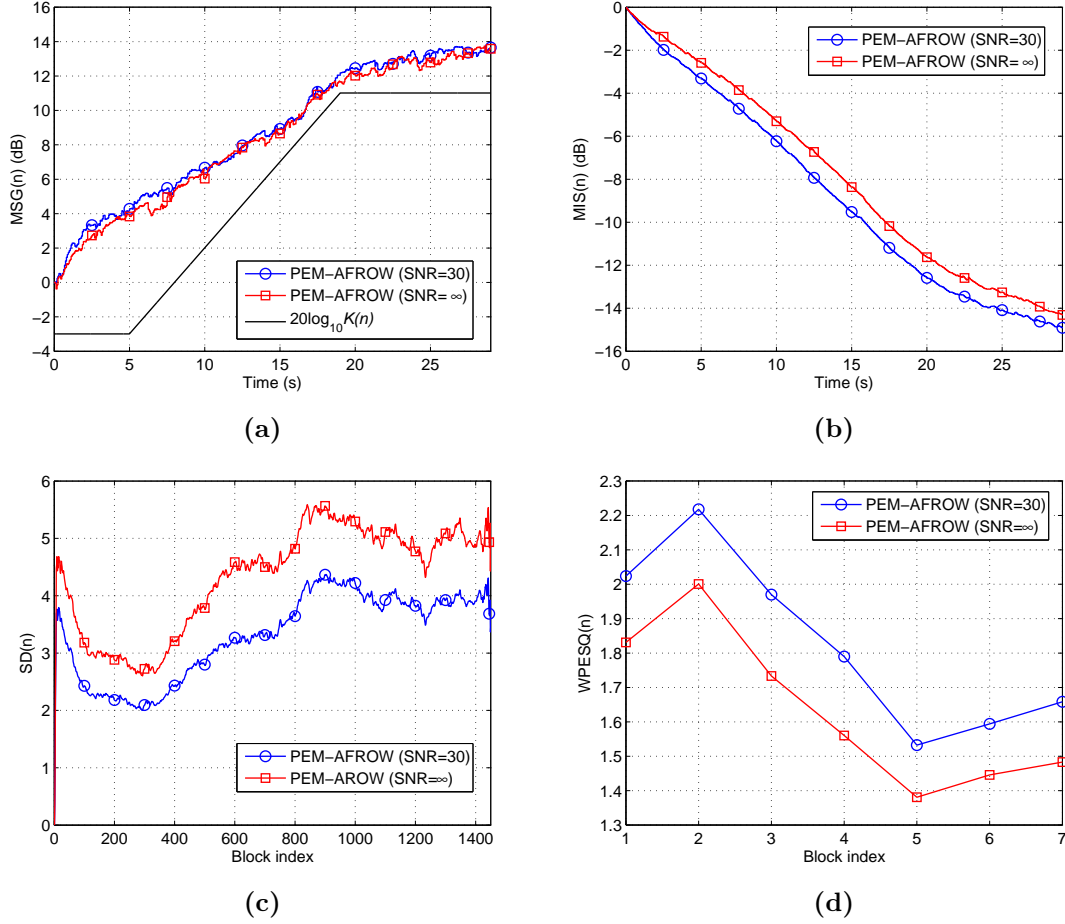 16
14
12
10
8
6
4
2
0
−2
−4
MSG(n) (dB)
0 5 10 15 20 25
Time (s)
PEM−AFROW (SNR=30)
PEM−AFROW (SNR= ∞)
20log10K(n)
(a)
0
−2
−4
−6
−8
−10
−12
−14
−16
MIS(n) (dB)
0 5 10 15 20 25
Time (s)
PEM−AFROW (SNR=30)
PEM−AFROW (SNR= ∞)
(b)
6
5
4
3
2
1
0
SD(n)
0 200 400 600 800 1000 1200 1400
Block index
PEM−AFROW (SNR=30)
PEM−AROW (SNR=∞)
(c)
2.3
2.2
2.1
2
1.9
1.8
1.7
1.6
1.5
1.4
1.3
WPESQ(n)
1 2 3 4 5 6 7
Block index
PEM−AFROW (SNR=30)
PEM−AFROW (SNR=∞)
(d)